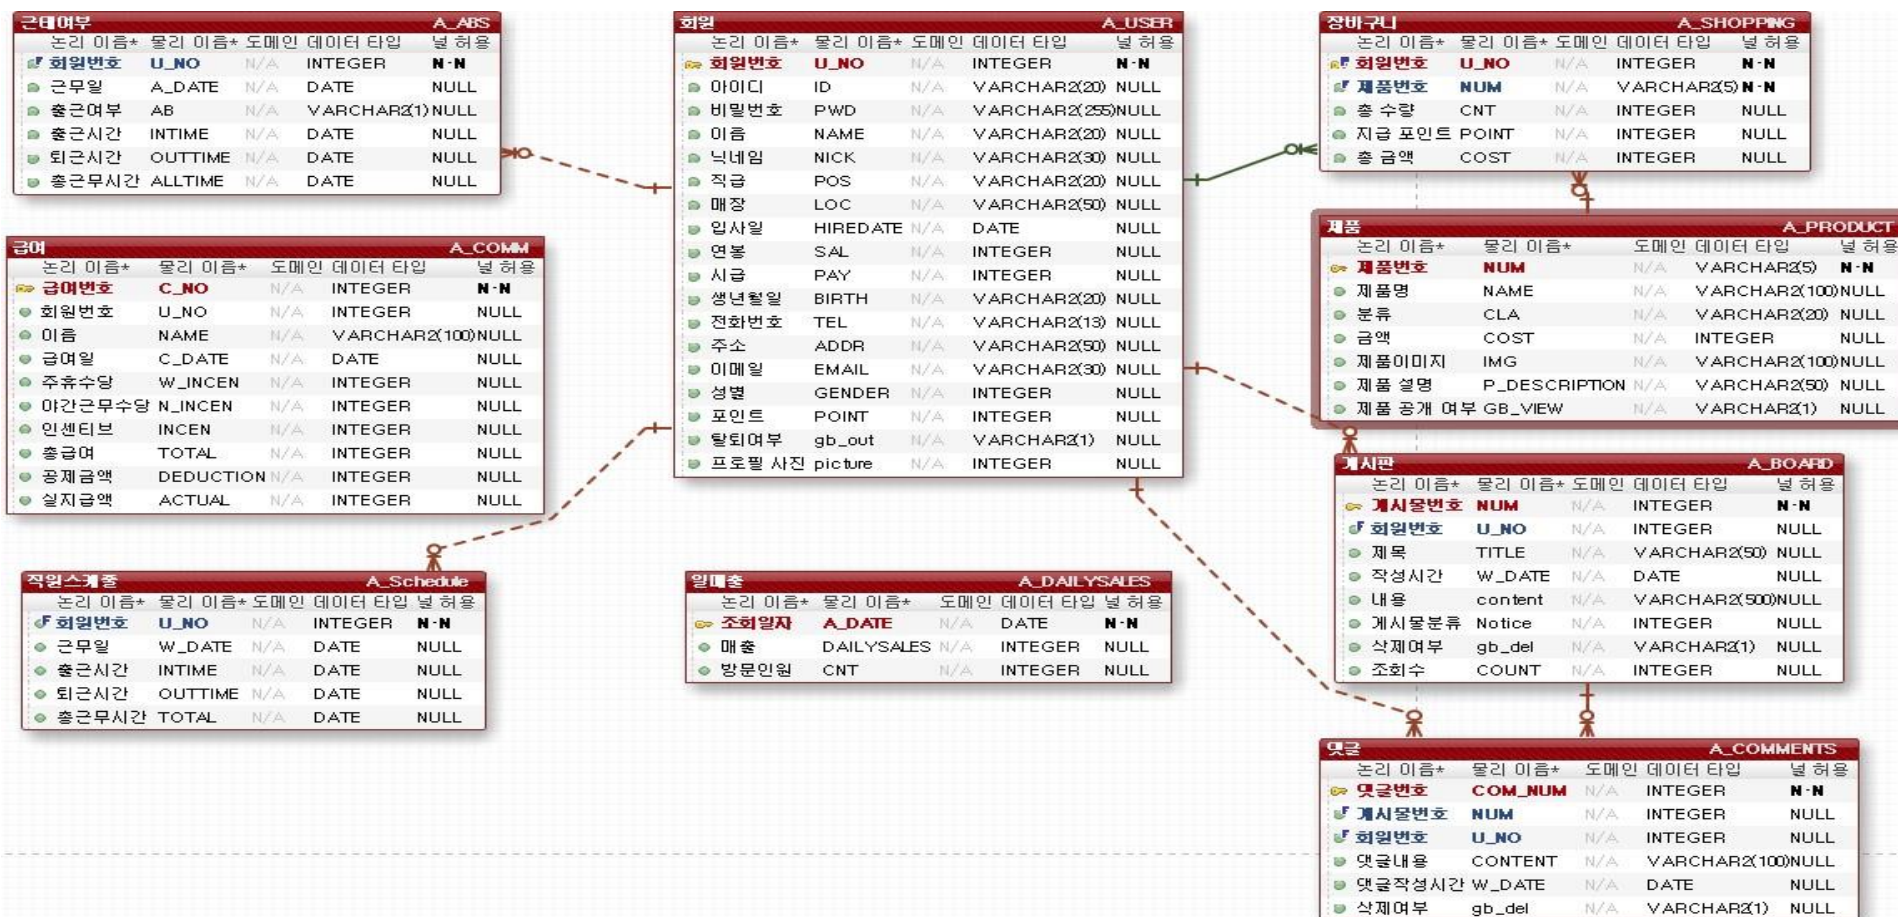 근태여부 A_ABS
논리 이름* 물리 이름* 도메인 데이터 타입 널 허용
회원번호 U_NO N/A INTEGER N-N
근무일 A_DATE N/A DATE NULL
출근여부 AB N/A VARCHAR2(1) NULL
출근시간 INTIME N/A DATE NULL
퇴근시간 OUTTIME N/A DATE NULL
총근무시간 ALLTIME N/A DATE NULL
급여 A_COMM
논리 이름* 물리 이름* 도메인 데이터 타입 널 허용
급여번호 C_NO N/A INTEGER N-N
회원번호 U_NO N/A INTEGER NULL
이름 NAME N/A VARCHAR2(100) NULL
급여일 C_DATE N/A DATE NULL
주휴수당 W_INCEN N/A INTEGER NULL
야간근무수당 N_INCEN N/A INTEGER NULL
인센티브 INCEN N/A INTEGER NULL
총급여 TOTAL N/A INTEGER NULL
공제금액 DEDUCTION N/A INTEGER NULL
실지급액 ACTUAL N/A INTEGER NULL
직원스케줄 A_Schedule
논리 이름* 물리 이름* 도메인 데이터 타입 널 허용
회원번호 U_NO N/A INTEGER N-N
근무일 W_DATE N/A DATE NULL
출근시간 INTIME N/A DATE NULL
퇴근시간 OUTTIME N/A DATE NULL
총근무시간 TOTAL N/A DATE NULL
회원 A_USER
논리 이름* 물리 이름* 도메인 데이터 타입 널 허용
회원번호 U_NO N/A INTEGER N-N
아이디 ID N/A VARCHAR2(20) NULL
비밀번호 PWD N/A VARCHAR2(255) NULL
이름 NAME N/A VARCHAR2(20) NULL
닉네임 NICK N/A VARCHAR2(30) NULL
직급 POS N/A VARCHAR2(20) NULL
매장 LOC N/A VARCHAR2(50) NULL
입사일 HIREDATE N/A DATE NULL
연봉 SAL N/A INTEGER NULL
시급 PAY N/A INTEGER NULL
생년월일 BIRTH N/A VARCHAR2(20) NULL
전화번호 TEL N/A VARCHAR2(13) NULL
주소 ADDR N/A VARCHAR2(50) NULL
이메일 EMAIL N/A VARCHAR2(30) NULL
성별 GENDER N/A INTEGER NULL
포인트 POINT N/A INTEGER NULL
탈퇴여부 gb_out N/A VARCHAR2(1) NULL
프로필 사진 picture N/A INTEGER NULL
일매출 A_DAILYSALES
논리 이름* 물리 이름* 도메인 데이터 타입 널 허용
조회일자 A_DATE N/A DATE N-N
매출 DAILYSALES N/A INTEGER NULL
방문인원 CNT N/A INTEGER NULL
장바구니 A_SHOPPING
논리 이름* 물리 이름* 도메인 데이터 타입 널 허용
회원번호 U_NO N/A INTEGER N-N
제품번호 NUM N/A VARCHAR2(5) N-N
총 수량 CNT N/A INTEGER NULL
지급 포인트 POINT N/A INTEGER NULL
총 금액 COST N/A INTEGER NULL
제품 A_PRODUCT
논리 이름* 물리 이름* 도메인 데이터 타입 널 허용
제품번호 NUM N/A VARCHAR2(5) N-N
제품명 NAME N/A VARCHAR2(100) NULL
분류 CLA N/A VARCHAR2(20) NULL
금액 COST N/A INTEGER NULL
제품이미지 IMG N/A VARCHAR2(100) NULL
제품 설명 P_DESCRIPTION N/A VARCHAR2(50) NULL
제품 공개 여부 GB_VIEW N/A VARCHAR2(1) NULL
게시판 A_BOARD
논리 이름* 물리 이름* 도메인 데이터 타입 널 허용
게시물번호 NUM N/A INTEGER N-N
회원번호 U_NO N/A INTEGER NULL
제목 TITLE N/A VARCHAR2(50) NULL
작성시간 W_DATE N/A DATE NULL
내용 content N/A VARCHAR2(500) NULL
게시물분류 Notice N/A INTEGER NULL
삭제여부 gb_del N/A VARCHAR2(1) NULL
조회수 COUNT N/A INTEGER NULL
댓글 A_COMMENTS
논리 이름* 물리 이름* 도메인 데이터 타입 널 허용
댓글번호 COM_NUM N/A INTEGER N-N
게시물번호 NUM N/A INTEGER NULL
회원번호 U_NO N/A INTEGER NULL
댓글내용 CONTENT N/A VARCHAR2(100) NULL
댓글작성시간 W_DATE N/A DATE NULL
삭제여부 gb_del N/A VARCHAR2(1) NULL